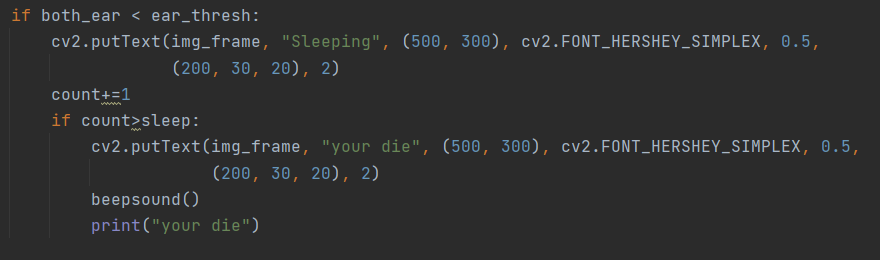 if both_ear < ear_thresh:
    cv2.putText(img_frame, "Sleeping", (500, 300), cv2.FONT_HERSHEY_SIMPLEX, 0.5,
                (200, 30, 20), 2)
    count+=1
    if count>sleep:
        cv2.putText(img_frame, "your die", (500, 300), cv2.FONT_HERSHEY_SIMPLEX, 0.5,
                    (200, 30, 20), 2)
        beepsound()
        print("your die")